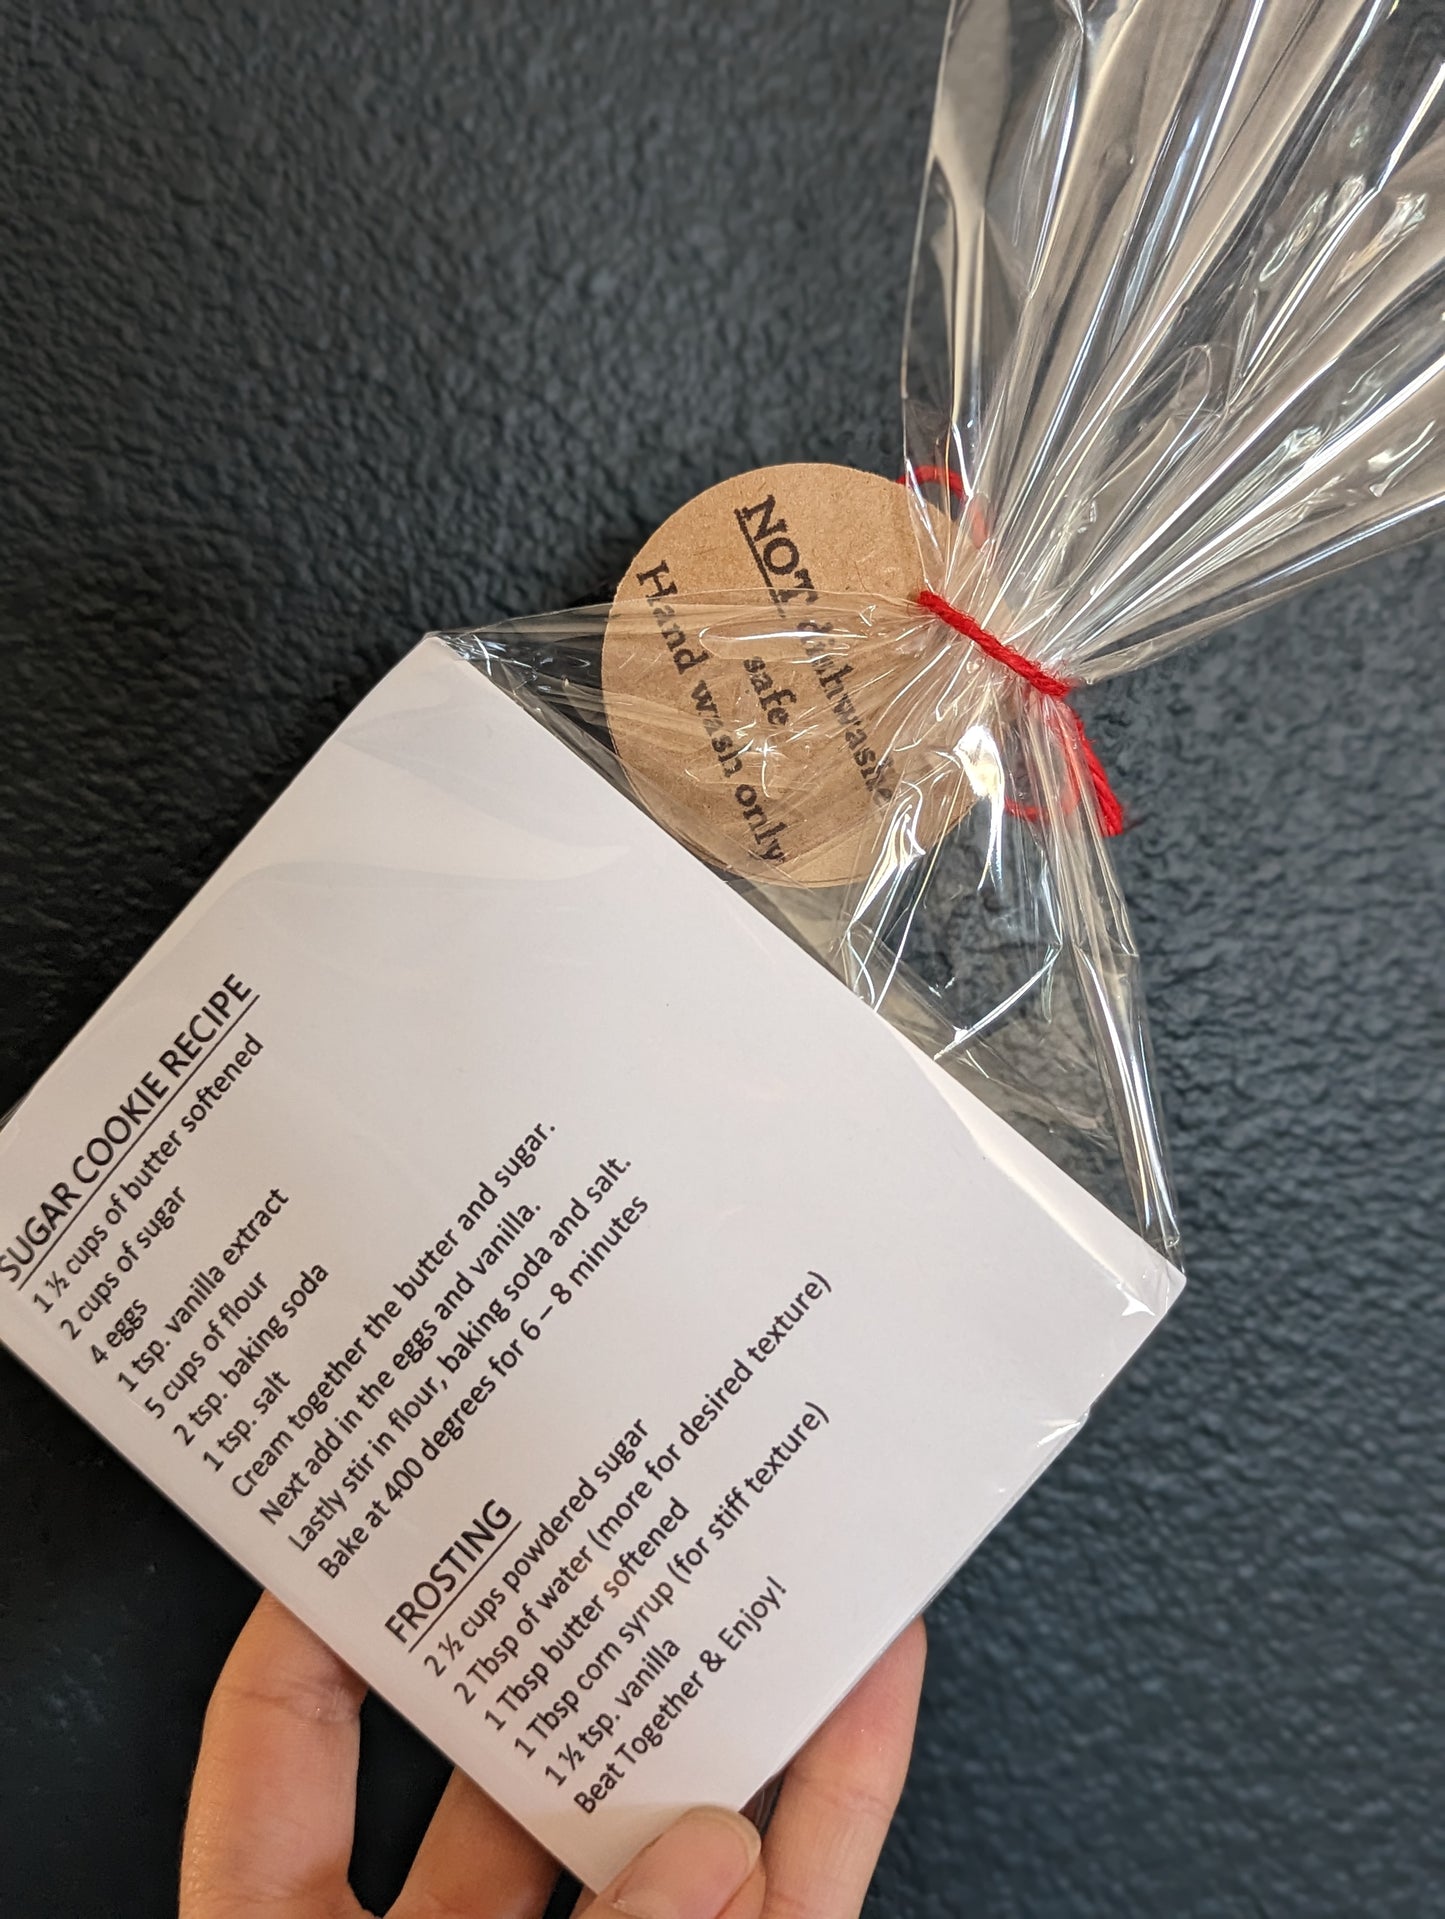 NOT dishwasher
safe
Hand wash only
SUGAR COOKIE RECIPE
1 ½ cups of butter softened
2 cups of sugar
4 eggs
1 tsp. vanilla extract
5 cups of flour
2 tsp. baking soda
1 tsp. salt
Cream together the butter and sugar.
Next add in the eggs and vanilla.
Lastly stir in flour, baking soda and salt.
Bake at 400 degrees for 6 – 8 minutes
FROSTING
2 ½ cups powdered sugar
2 Tbsp of water (more for desired texture)
1 Tbsp butter softened
1 Tbsp corn syrup (for stiff texture)
1 ½ tsp. vanilla
Beat Together & Enjoy!